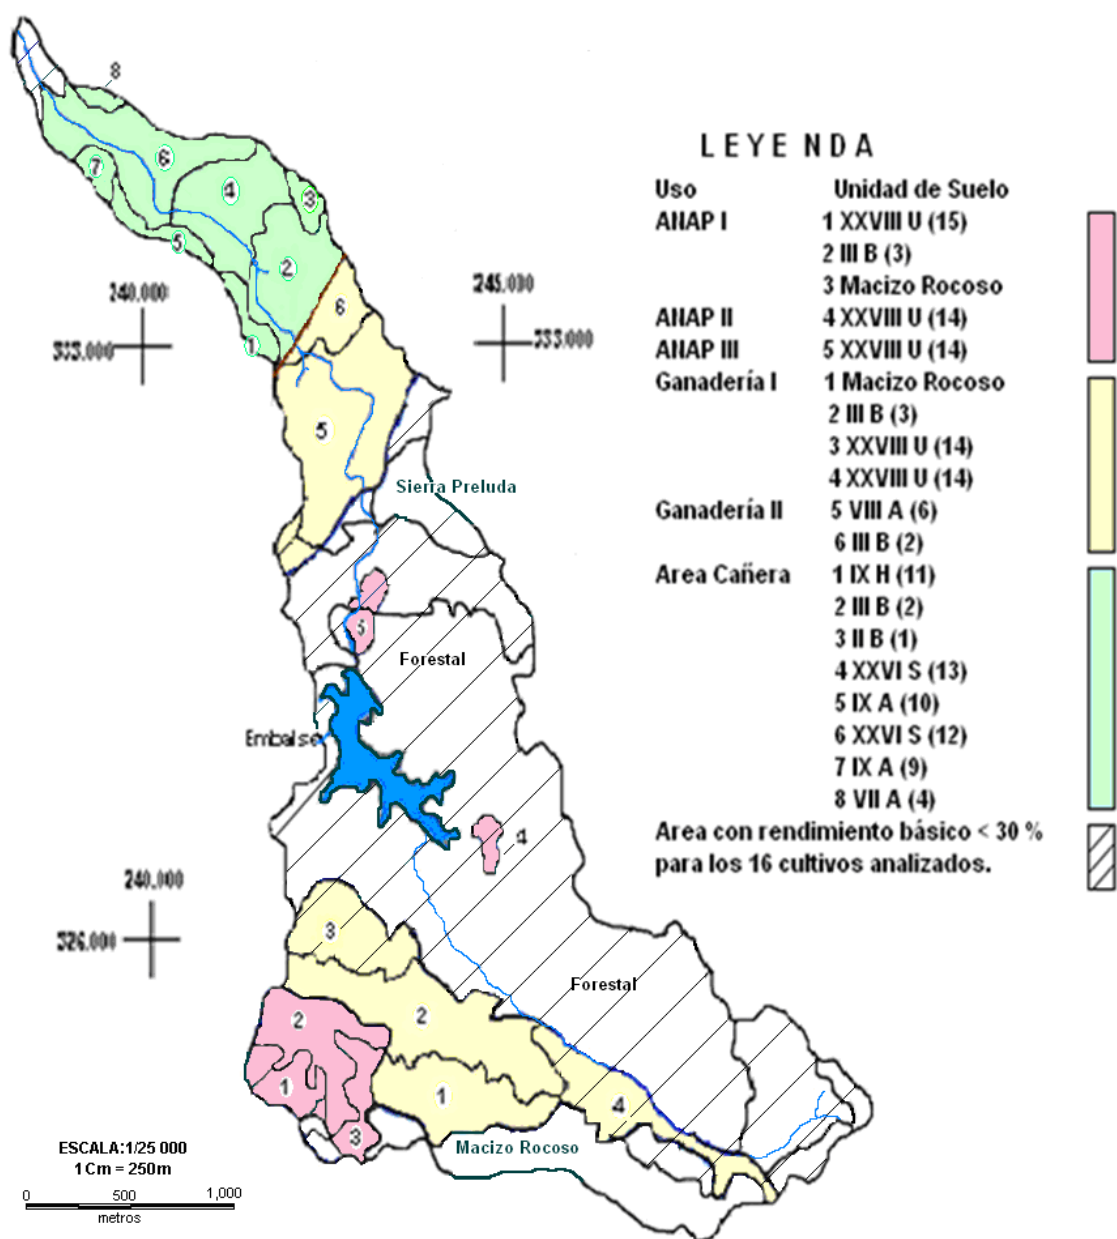 8
6
7
4
3
5
2
1
6
5
240.000
245.000
333.000
333.000
Sierra Preluda
5
Forestal
Embalse
4
240.000
326.000
3
Forestal
2
2
1
1
4
3
Macizo Rocoso
ESCALA:1/25 000
1 Cm = 250m
0 500 1,000
metros
LEYENDA
Uso Unidad de Suelo
ANAP I 1 XXVIII U (15)
2 III B (3)
3 Macizo Rocoso
ANAP II 4 XXVIII U (14)
ANAP III 5 XXVIII U (14)
Ganadería I 1 Macizo Rocoso
2 III B (3)
3 XXVIII U (14)
4 XXVIII U (14)
Ganadería II 5 VIII A (6)
6 III B (2)
Area Cañera 1 IX H (11)
2 III B (2)
3 II B (1)
4 XXVI S (13)
5 IX A (10)
6 XXVI S (12)
7 IX A (9)
8 VII A (4)
Area con rendimiento básico < 30 %
para los 16 cultivos analizados.